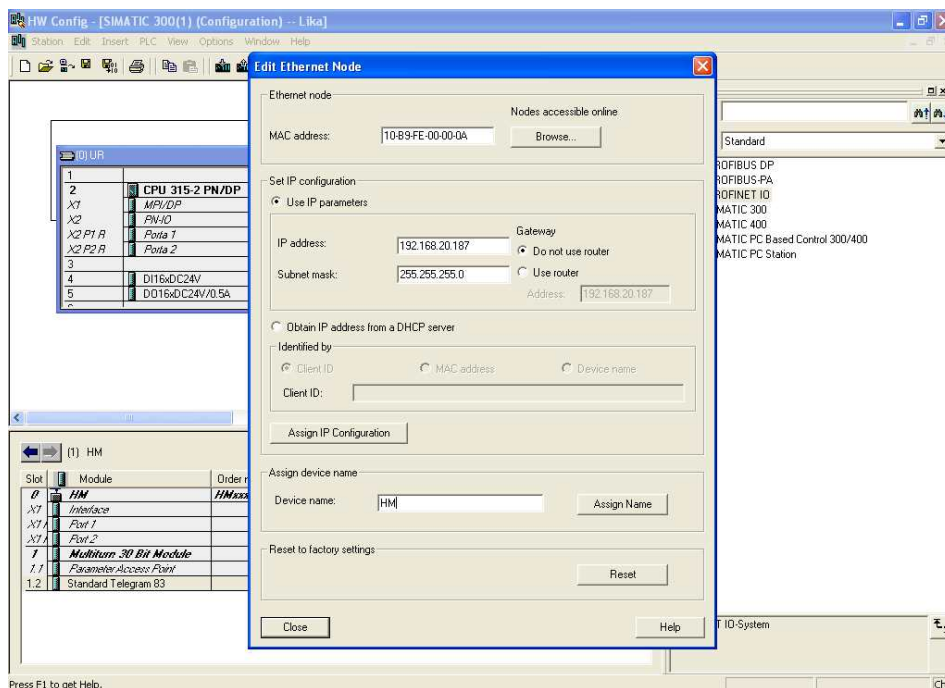 HW Config - [SIMATIC 300(1) (Configuration) -- Lika]
Station Edit Insert PLC View Options Window Help
Edit Ethernet Node
Ethernet node
Nodes accessible online
MAC address: 10-B9-FE-00-00-0A Browse...
Set IP configuration
Use IP parameters
Gateway
IP address: 192.168.20.187 Do not use router
Subnet mask: 255.255.255.0 Use router
Address: 192.168.20.187
Obtain IP address from a DHCP server
Identified by
Client ID MAC address Device name
Client ID:
Assign IP Configuration
Assign device name
Device name: HM Assign Name
Reset to factory settings
Reset
Close Help
(0) UR
1
2 CPU 315-2 PN/DP
X1 MPI/DP
X2 PN-IO
X2 P1 R Porta 1
X2 P2 R Porta 2
3
4 DI16xDC24V
5 DO16xDC24V/0.5A
Standard
ROFIBUS DP
ROFIBUS-PA
ROFINET IO
MATIC 300
MATIC 400
MATIC PC Based Control 300/400
MATIC PC Station
(1) HM
Slot Module Order n
0 HM HMxxx
X1 Interface
X1 Port 1
X1 Port 2
1 Multiturn 30 Bit Module
1.1 Parameter Access Point
1.2 Standard Telegram 83
T IO-System
Press F1 to get Help.
Ch